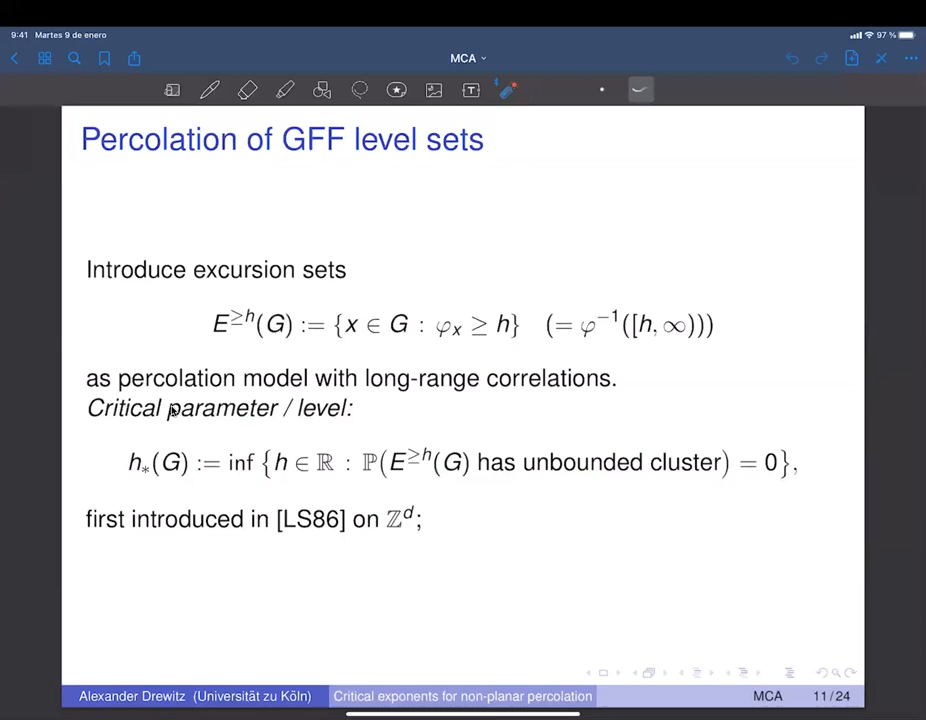 9:41 Martes 9 de enero 97 %
MCA
Percolation of GFF level sets
Introduce excursion sets
E^{≥h}(G) := {x ∈ G : φ_x ≥ h} (= φ^{−1}([h, ∞)))
as percolation model with long-range correlations.
Critical parameter / level:
h_*(G) := inf {h ∈ ℝ : ℙ(E^{≥h}(G) has unbounded cluster) = 0},
first introduced in [LS86] on ℤ^d;
Alexander Drewitz (Universität zu Köln) Critical exponents for non-planar percolation MCA 11 / 24